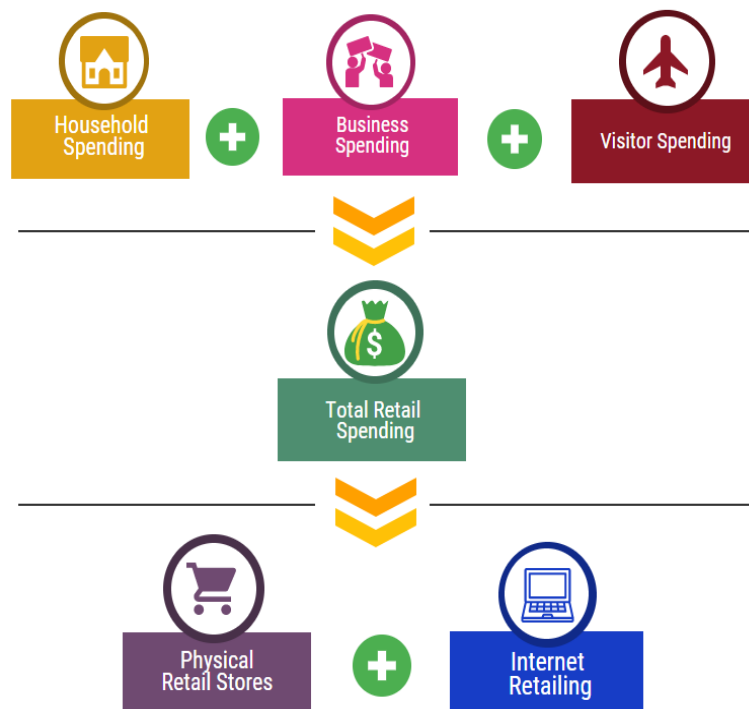 Household
Spending
Business
Spending
Visitor Spending
$
Total Retail
Spending
Physical
Retail Stores
Internet
Retailing